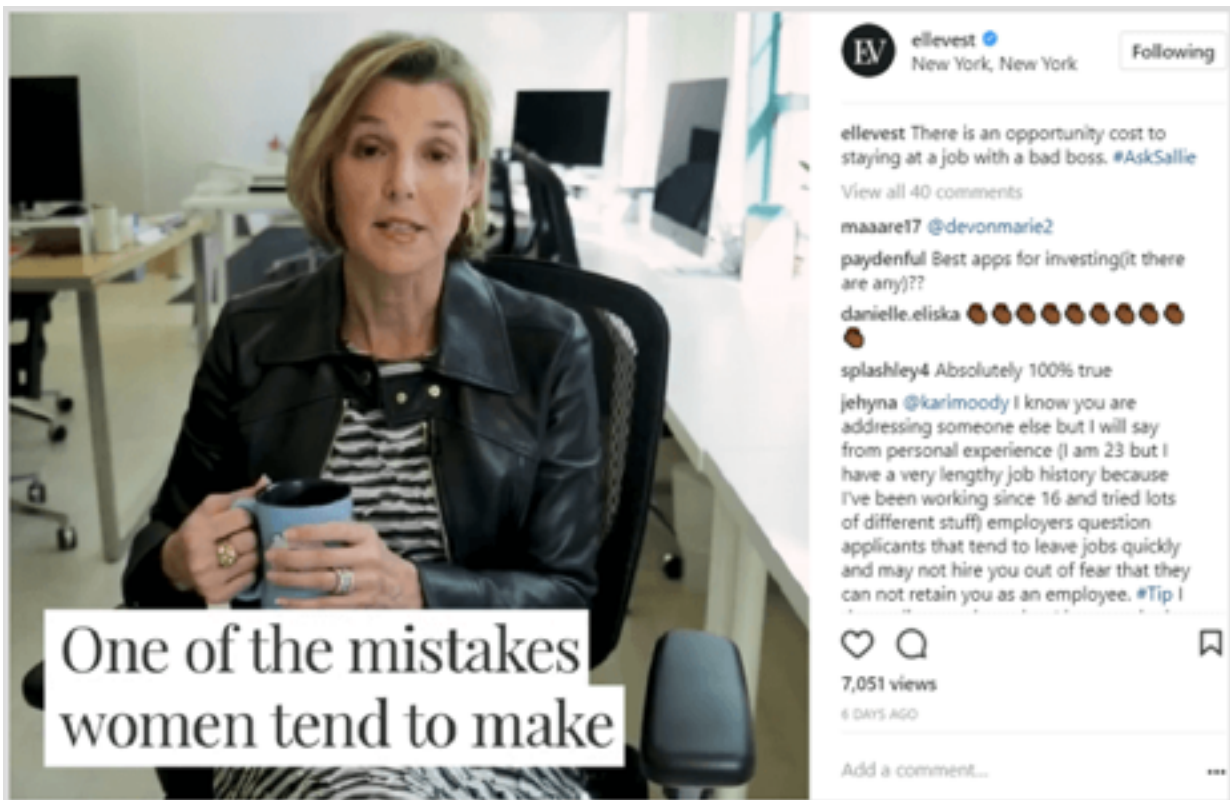 One of the mistakes
women tend to make
EV
ellevest
New York, New York
Following
ellevest There is an opportunity cost to
staying at a job with a bad boss. #AskSallie
View all 40 comments
maaare17 @devonmarie2
paydenful Best apps for investing(it there
are any)??
danielle.eliska
splashley4 Absolutely 100% true
jehyna @karimoody I know you are
addressing someone else but I will say
from personal experience (I am 23 but I
have a very lengthy job history because
I've been working since 16 and tried lots
of different stuff) employers question
applicants that tend to leave jobs quickly
and may not hire you out of fear that they
can not retain you as an employee. #Tip I
7,051 views
6 DAYS AGO
Add a comment...